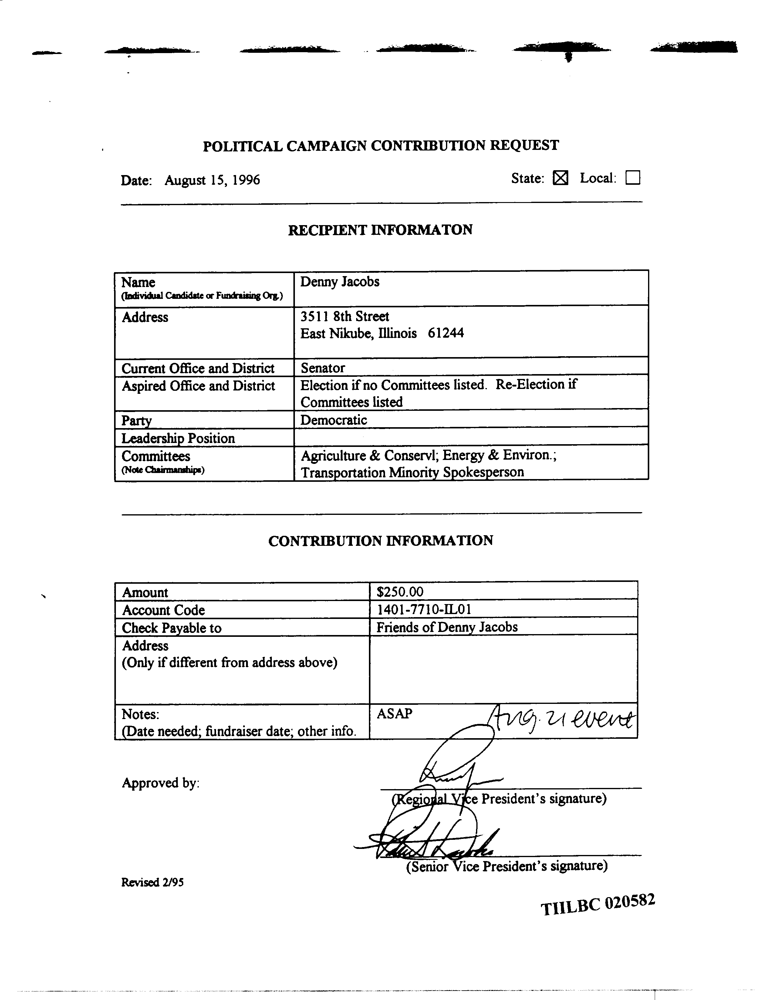 POLITICAL CAMPAIGN CONTRIBUTION REQUEST
Date: August 15, 1996 State: ☒ Local: ☐
RECIPIENT INFORMATON
Name Denny Jacobs
(Individual Candidate or Fundraising Org.)
Address 3511 8th Street
East Nikube, Illinois 61244
Current Office and District Senator
Aspired Office and District Election if no Committees listed. Re-Election if
Committees listed
Party Democratic
Leadership Position
Committees Agriculture & Conservl; Energy & Environ.;
(Note Chairmanships) Transportation Minority Spokesperson
CONTRIBUTION INFORMATION
Amount $250.00
Account Code 1401-7710-IL01
Check Payable to Friends of Denny Jacobs
Address
(Only if different from address above)
Notes: ASAP Aug. 21 event
(Date needed; fundraiser date; other info.
Approved by:
(Regional Vice President's signature)
(Senior Vice President's signature)
Revised 2/95
TIILBC 020582